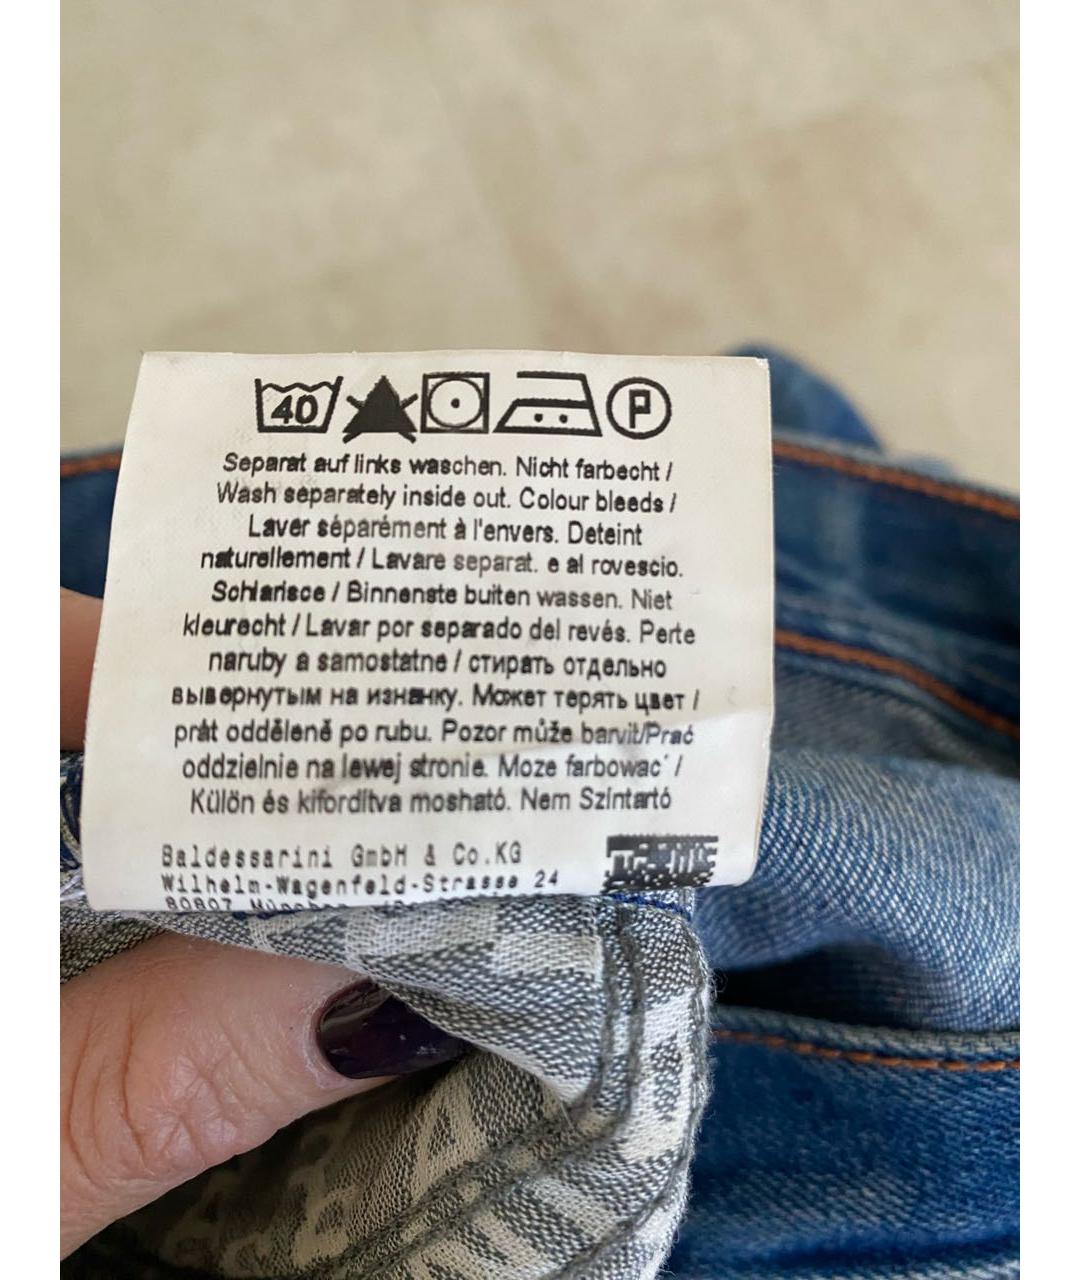 40 P
Separat auf links waschen. Nicht farbecht /
Wash separately inside out. Colour bleeds /
Laver séparément à l'envers. Deteint
naturellement / Lavare separat. e al rovescio.
Schiarisce / Binnenste buiten wassen. Niet
kleurecht / Lavar por separado del revés. Perte
naruby a samostatne / стирать отдельно
вывернутым на изнанку. Может терять цвет /
prát odděleně po rubu. Pozor může barvit/Prać
oddzielnie na lewej stronie. Moze farbowac´ /
Külön és kifordítva mosható. Nem Színtartó
Baldessarini GmbH & Co.KG
Wilhelm-Wagenfeld-Strasse 24
80807 München